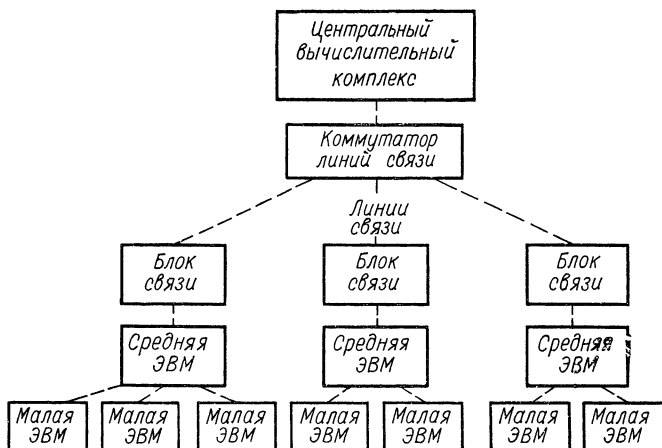 Центральный
вычислительный
комплекс
Коммутатор
линий связи
Линии
связи
Блок
связи
Блок
связи
Блок
связи
Средняя
ЭВМ
Средняя
ЭВМ
Средняя
ЭВМ
Малая
ЭВМ
Малая
ЭВМ
Малая
ЭВМ
Малая
ЭВМ
Малая
ЭВМ
Малая
ЭВМ
Малая
ЭВМ